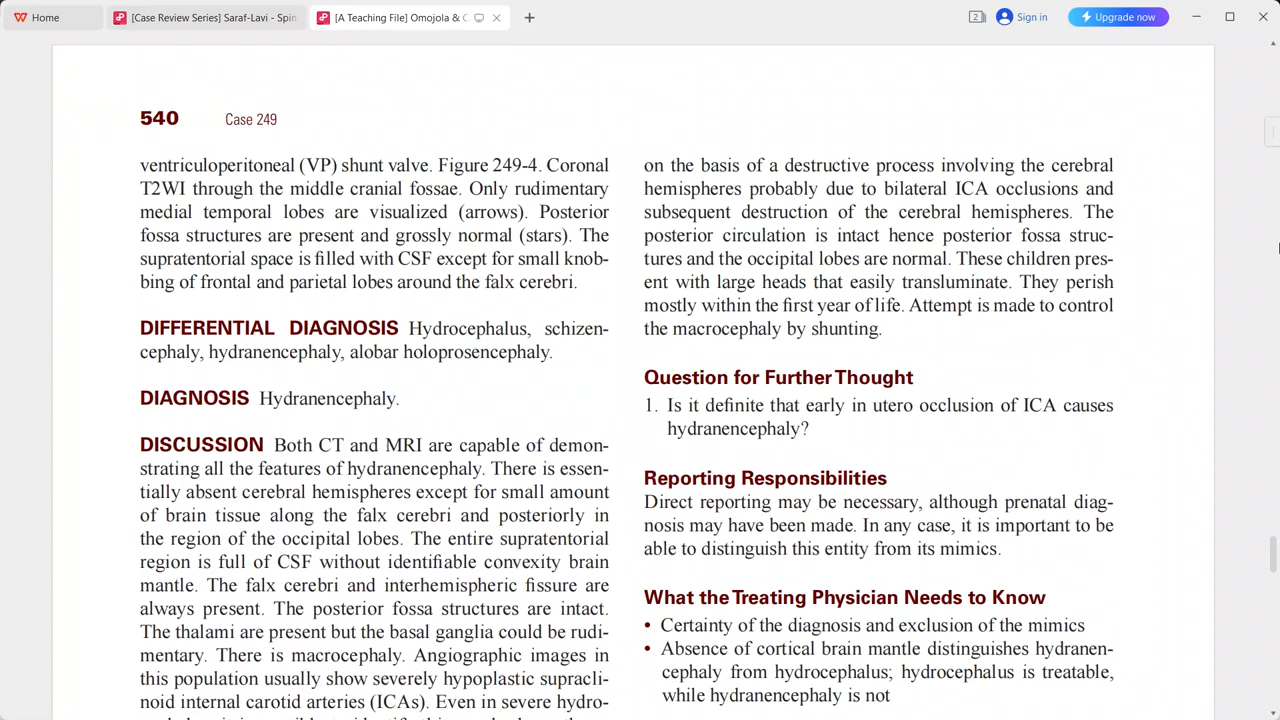 Home
[Case Review Series] Saraf-Lavi - Spin
[A Teaching File] Omojola & C
2
Sign in
Upgrade now
540 Case 249
ventriculoperitoneal (VP) shunt valve. Figure 249-4. Coronal
T2WI through the middle cranial fossae. Only rudimentary
medial temporal lobes are visualized (arrows). Posterior
fossa structures are present and grossly normal (stars). The
supratentorial space is filled with CSF except for small knob-
bing of frontal and parietal lobes around the falx cerebri.
DIFFERENTIAL DIAGNOSIS Hydrocephalus, schizen-
cephaly, hydranencephaly, alobar holoprosencephaly.
DIAGNOSIS Hydranencephaly.
DISCUSSION Both CT and MRI are capable of demon-
strating all the features of hydranencephaly. There is essen-
tially absent cerebral hemispheres except for small amount
of brain tissue along the falx cerebri and posteriorly in
the region of the occipital lobes. The entire supratentorial
region is full of CSF without identifiable convexity brain
mantle. The falx cerebri and interhemispheric fissure are
always present. The posterior fossa structures are intact.
The thalami are present but the basal ganglia could be rudi-
mentary. There is macrocephaly. Angiographic images in
this population usually show severely hypoplastic supracli-
noid internal carotid arteries (ICAs). Even in severe hydro-
on the basis of a destructive process involving the cerebral
hemispheres probably due to bilateral ICA occlusions and
subsequent destruction of the cerebral hemispheres. The
posterior circulation is intact hence posterior fossa struc-
tures and the occipital lobes are normal. These children pres-
ent with large heads that easily transluminate. They perish
mostly within the first year of life. Attempt is made to control
the macrocephaly by shunting.
Question for Further Thought
1. Is it definite that early in utero occlusion of ICA causes
hydranencephaly?
Reporting Responsibilities
Direct reporting may be necessary, although prenatal diag-
nosis may have been made. In any case, it is important to be
able to distinguish this entity from its mimics.
What the Treating Physician Needs to Know
• Certainty of the diagnosis and exclusion of the mimics
• Absence of cortical brain mantle distinguishes hydranen-
cephaly from hydrocephalus; hydrocephalus is treatable,
while hydranencephaly is not